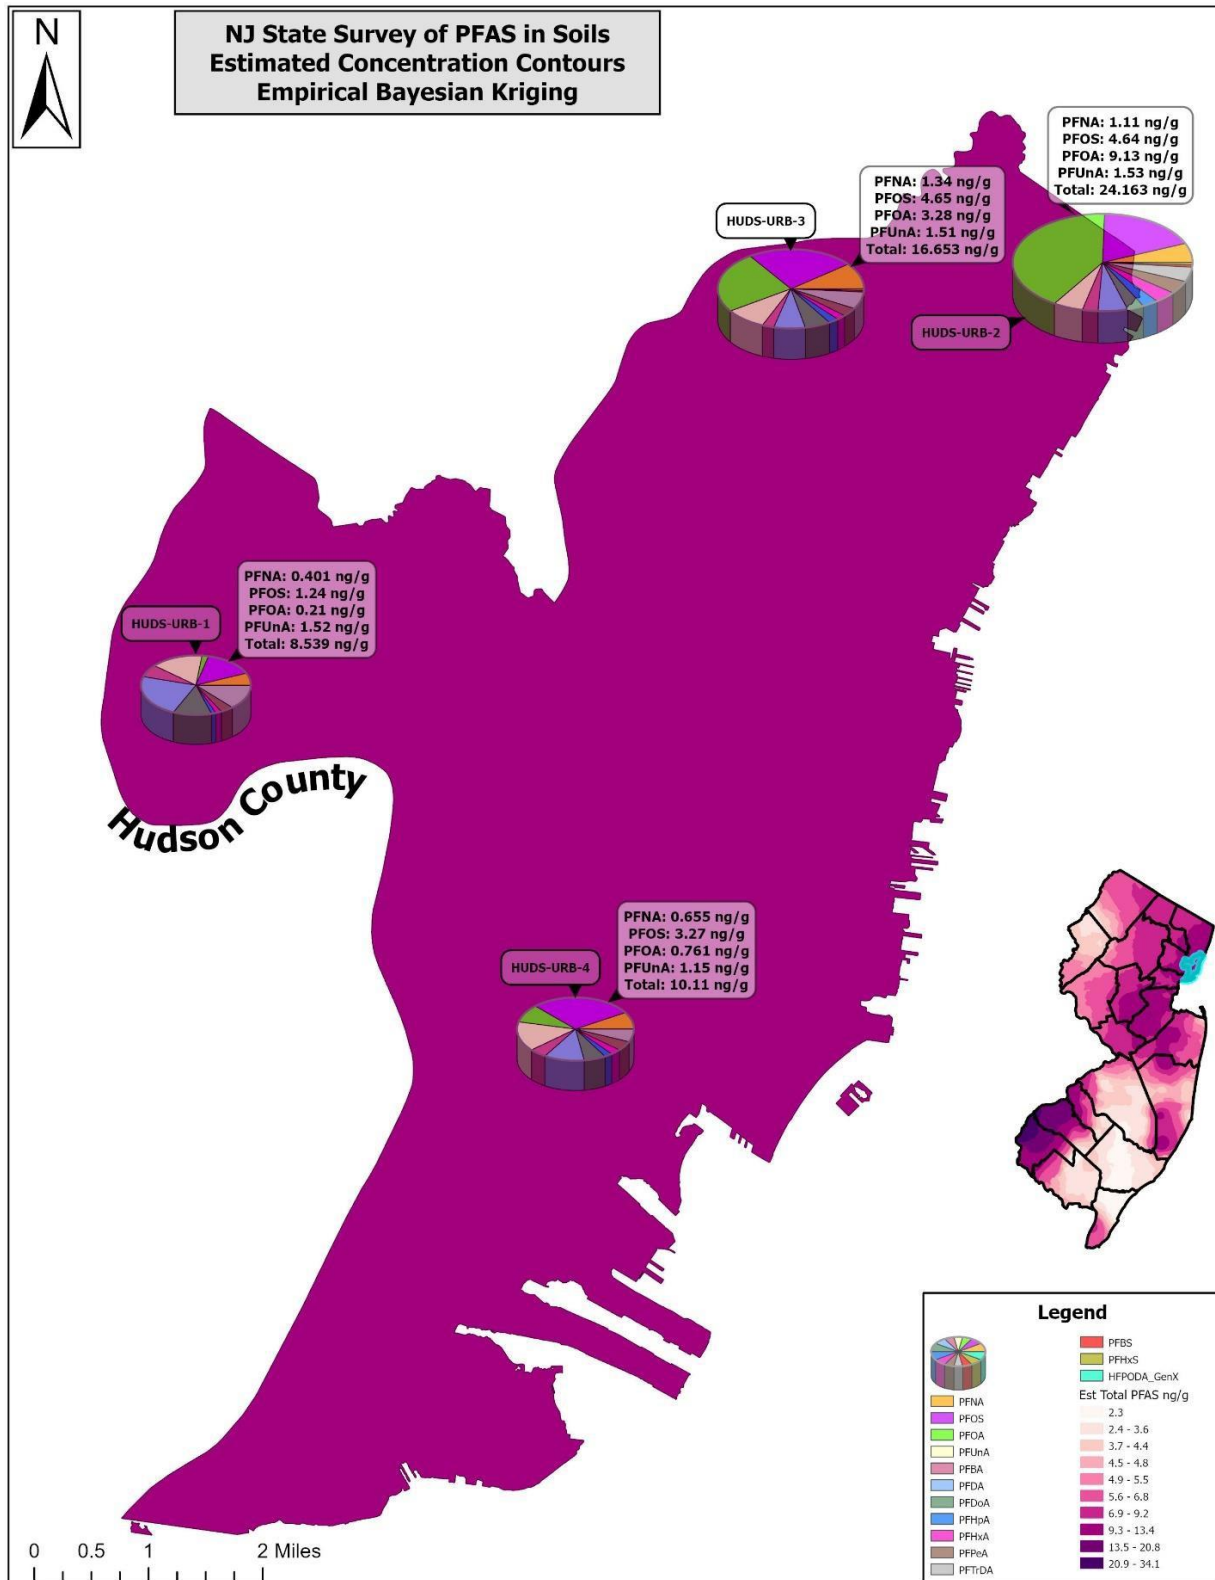 N
NJ State Survey of PFAS in Soils
Estimated Concentration Contours
Empirical Bayesian Kriging
PFNA: 1.11 ng/g
PFOS: 4.64 ng/g
PFOA: 9.13 ng/g
PFUnA: 1.53 ng/g
Total: 24.163 ng/g
PFNA: 1.34 ng/g
PFOS: 4.65 ng/g
PFOA: 3.28 ng/g
PFUnA: 1.51 ng/g
Total: 16.653 ng/g
HUDS-URB-3
HUDS-URB-2
PFNA: 0.401 ng/g
PFOS: 1.24 ng/g
PFOA: 0.21 ng/g
PFUnA: 1.52 ng/g
Total: 8.539 ng/g
HUDS-URB-1
Hudson County
PFNA: 0.655 ng/g
PFOS: 3.27 ng/g
PFOA: 0.761 ng/g
PFUnA: 1.15 ng/g
Total: 10.11 ng/g
HUDS-URB-4
Legend
PFNA
PFOS
PFOA
PFUnA
PFBA
PFDA
PFDoA
PFHpA
PFHxA
PFPeA
PFTrDA
PFBS
PFHxS
HFPODA_GenX
Est Total PFAS ng/g
2.3
2.4 - 3.6
3.7 - 4.4
4.5 - 4.8
4.9 - 5.5
5.6 - 6.8
6.9 - 9.2
9.3 - 13.4
13.5 - 20.8
20.9 - 34.1
0 0.5 1 2 Miles